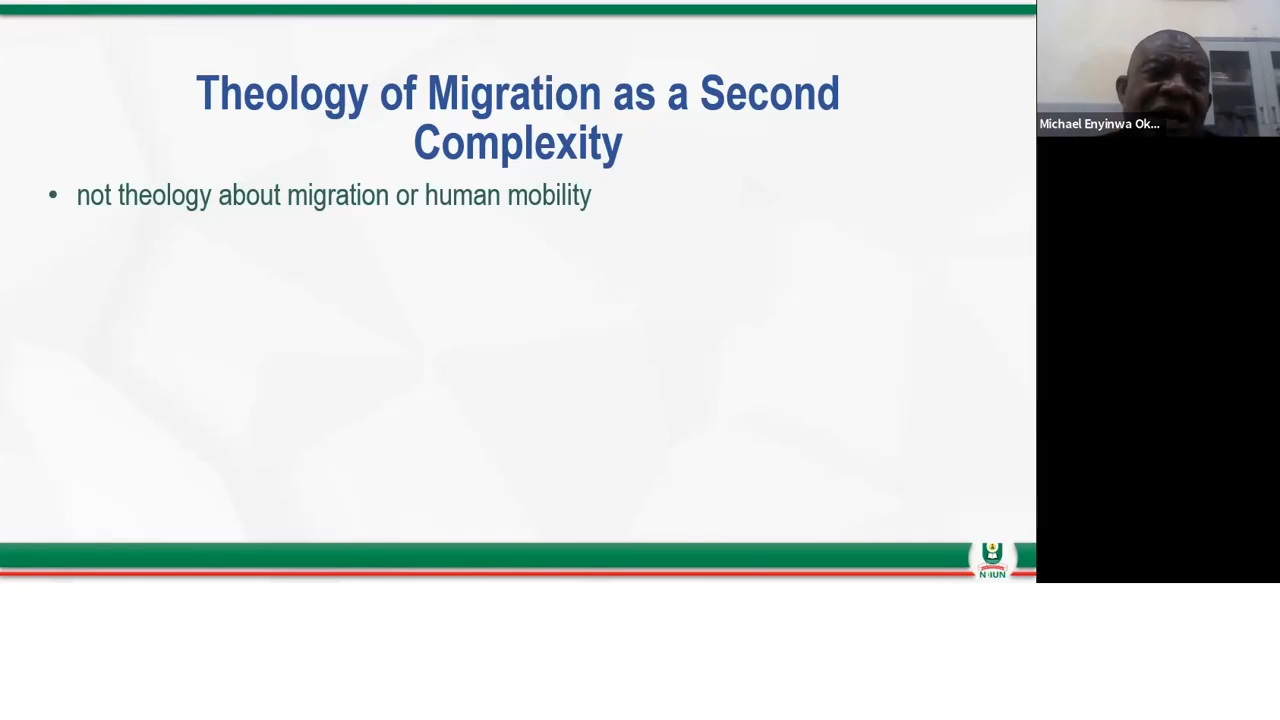 Theology of Migration as a Second
Complexity
• not theology about migration or human mobility
Michael Enyinwa Ok...